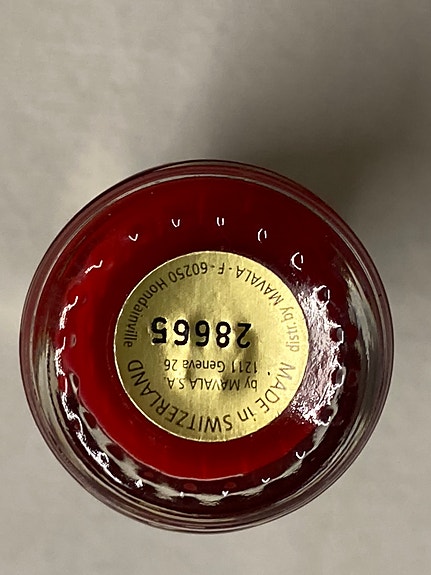 MADE in SWITZERLAND
by MAVALA S.A.
1211 Geneva 26
28665
Distr. by MAVALA - F - 60250 Hondainville